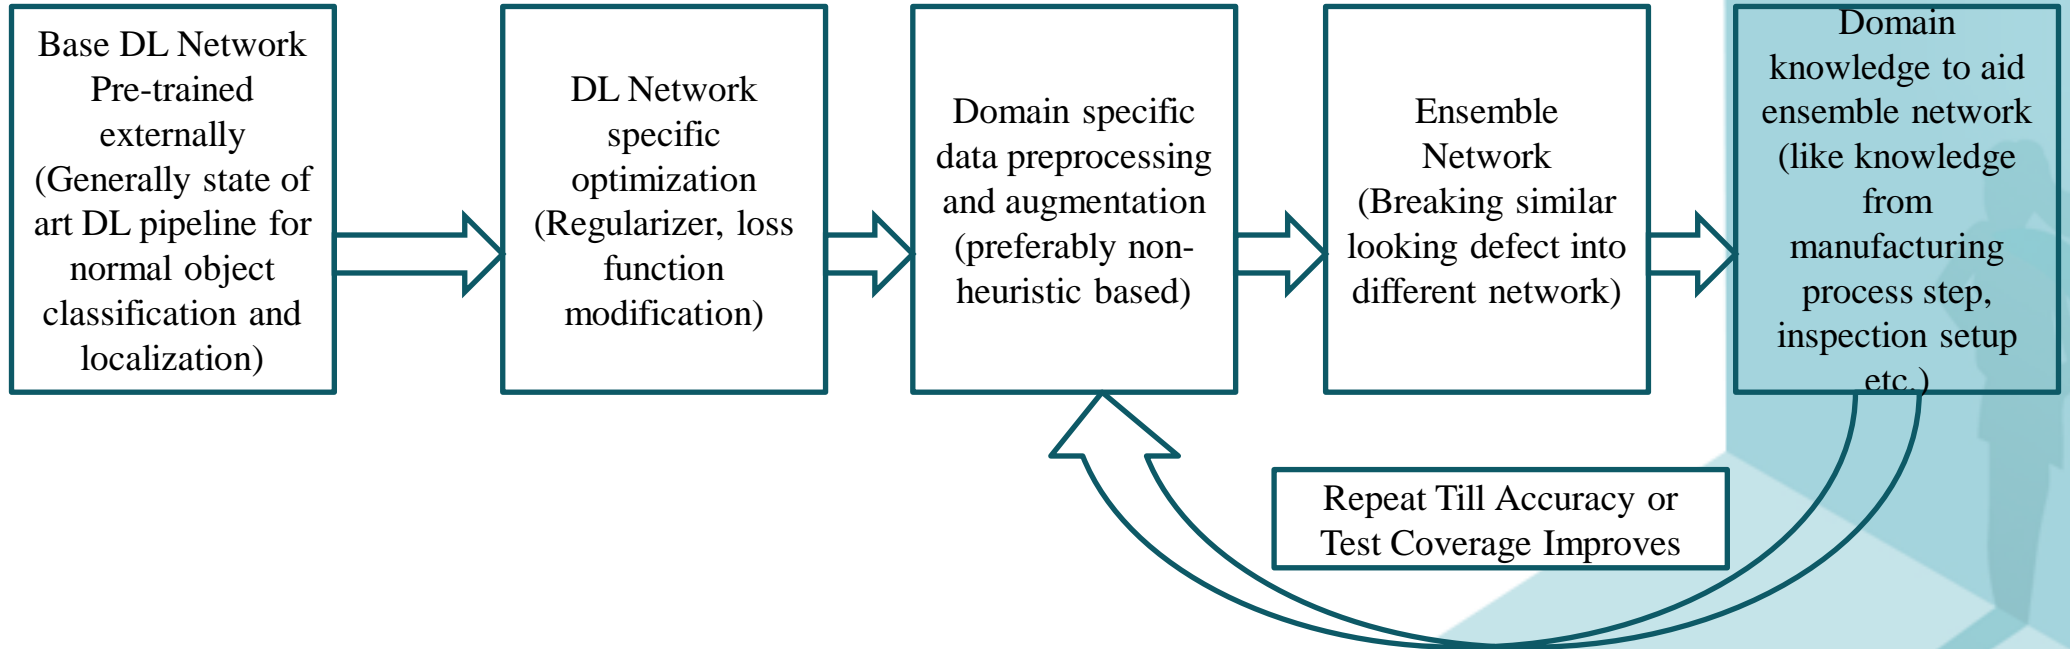 Base DL Network
Pre-trained
externally
(Generally state of
art DL pipeline for
normal object
classification and
localization)
DL Network
specific
optimization
(Regularizer, loss
function
modification)
Domain specific
data preprocessing
and augmentation
(preferably non-
heuristic based)
Ensemble
Network
(Breaking similar
looking defect into
different network)
Domain
knowledge to aid
ensemble network
(like knowledge
from
manufacturing
process step,
inspection setup
etc.)
Repeat Till Accuracy or
Test Coverage Improves